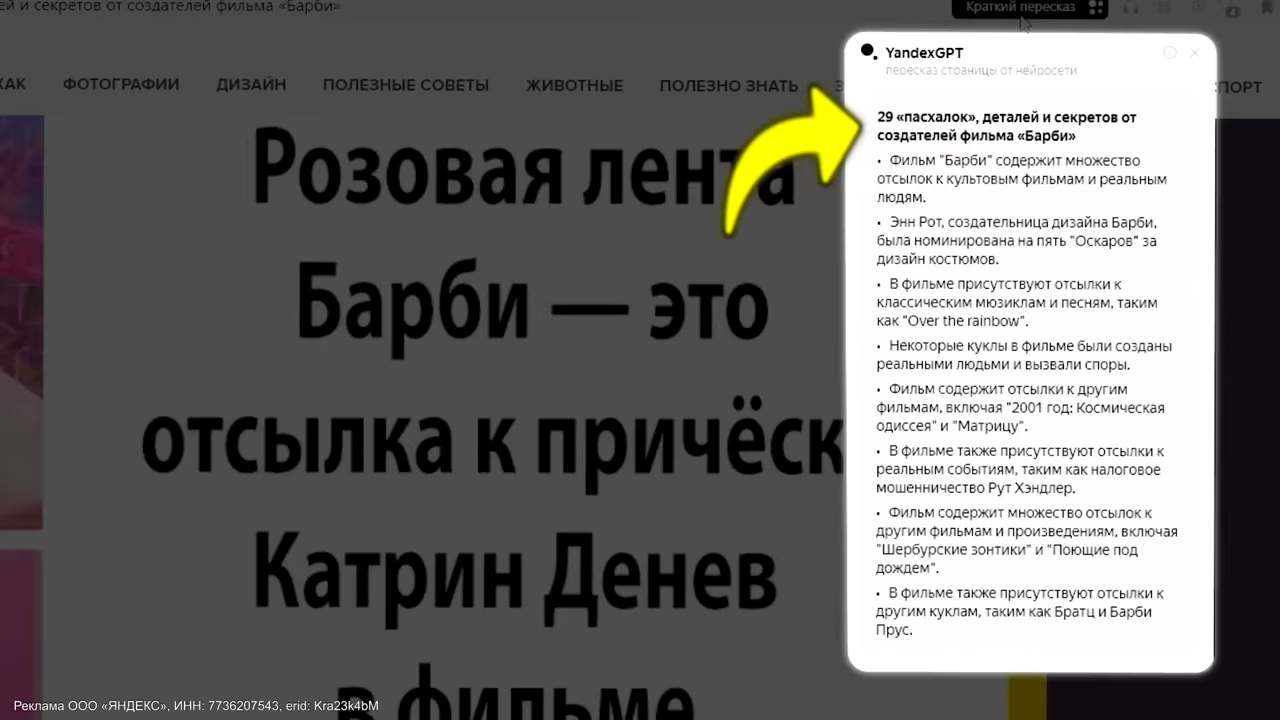 ей и секретов от создателей фильма «Барби»
Краткий пересказ
КАК ФОТОГРАФИИ ДИЗАЙН ПОЛЕЗНЫЕ СОВЕТЫ ЖИВОТНЫЕ ПОЛЕЗНО ЗНАТЬ
Розовая лента
Барби — это
отсылка к причёск
Катрин Денев
в фильме
YandexGPT
пересказ страницы от нейросети
29 «пасхалок», деталей и секретов от
создателей фильма «Барби»
• Фильм "Барби" содержит множество
отсылок к культовым фильмам и реальным
людям.
• Энн Рот, создательница дизайна Барби,
была номинирована на пять "Оскаров" за
дизайн костюмов.
• В фильме присутствуют отсылки к
классическим мюзиклам и песням, таким
как "Over the rainbow".
• Некоторые куклы в фильме были созданы
реальными людьми и вызвали споры.
• Фильм содержит отсылки к другим
фильмам, включая "2001 год: Космическая
одиссея" и "Матрицу".
• В фильме также присутствуют отсылки к
реальным событиям, таким как налоговое
мошенничество Рут Хэндлер.
• Фильм содержит множество отсылок к
другим фильмам и произведениям, включая
"Шербурские зонтики" и "Поющие под
дождем".
• В фильме также присутствуют отсылки к
другим куклам, таким как Братц и Барби
Прус.
Реклама ООО «ЯНДЕКС», ИНН: 7736207543, erid: Kra23k4bM